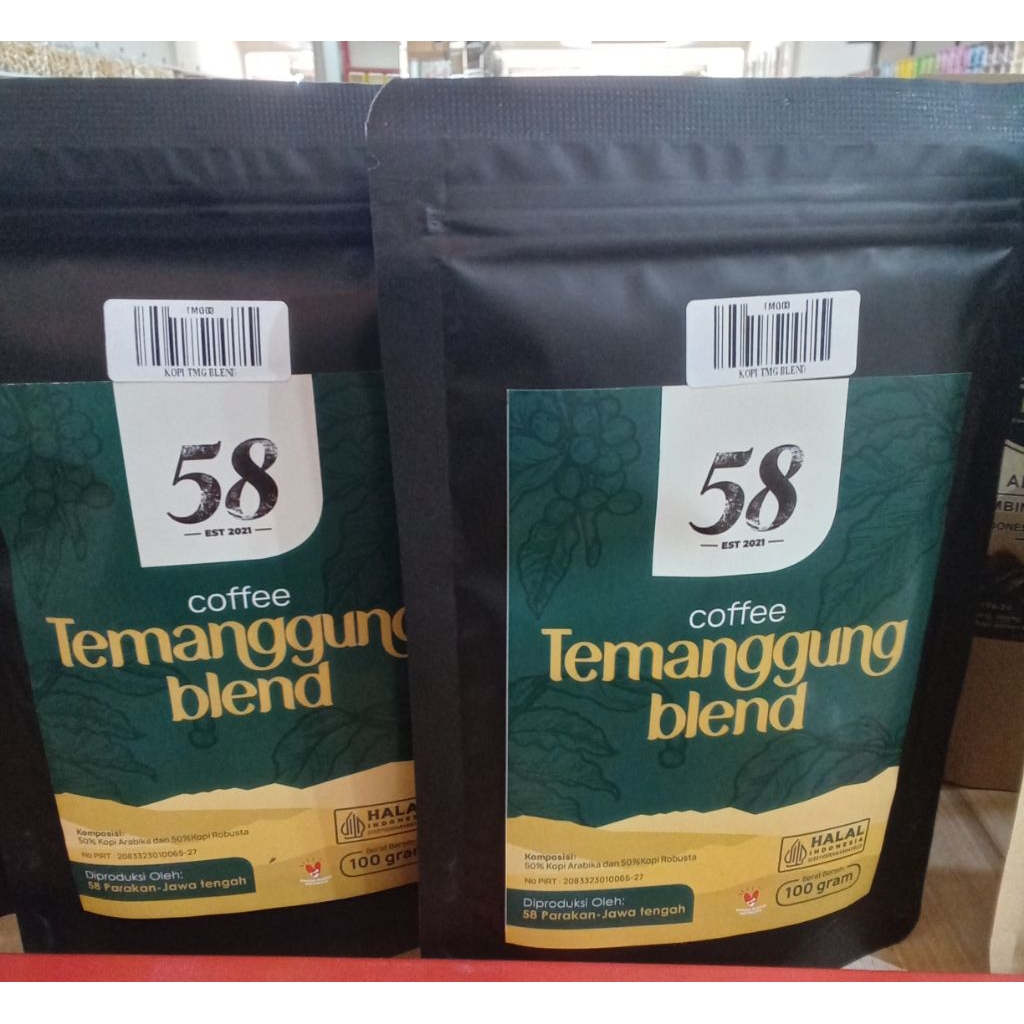 TMG03
KOPI TMG BLEND
58
EST 2021
coffee
Temanggung
blend
Komposisi:
50% Kopi Arabika dan 50%Kopi Robusta
No PIRT : 2083323010065-27
Diproduksi Oleh:
58 Parakan-Jawa tengah
HALAL
INDONESIA
Berat Bersih
100 gram
TMG03
KOPI TMG BLEND
58
EST 2021
coffee
Temanggung
blend
Komposisi:
50% Kopi Arabika dan 50%Kopi Robusta
No PIRT : 2083323010065-27
Diproduksi Oleh:
58 Parakan-Jawa tengah
HALAL
INDONESIA
Berat Bersih
100 gram